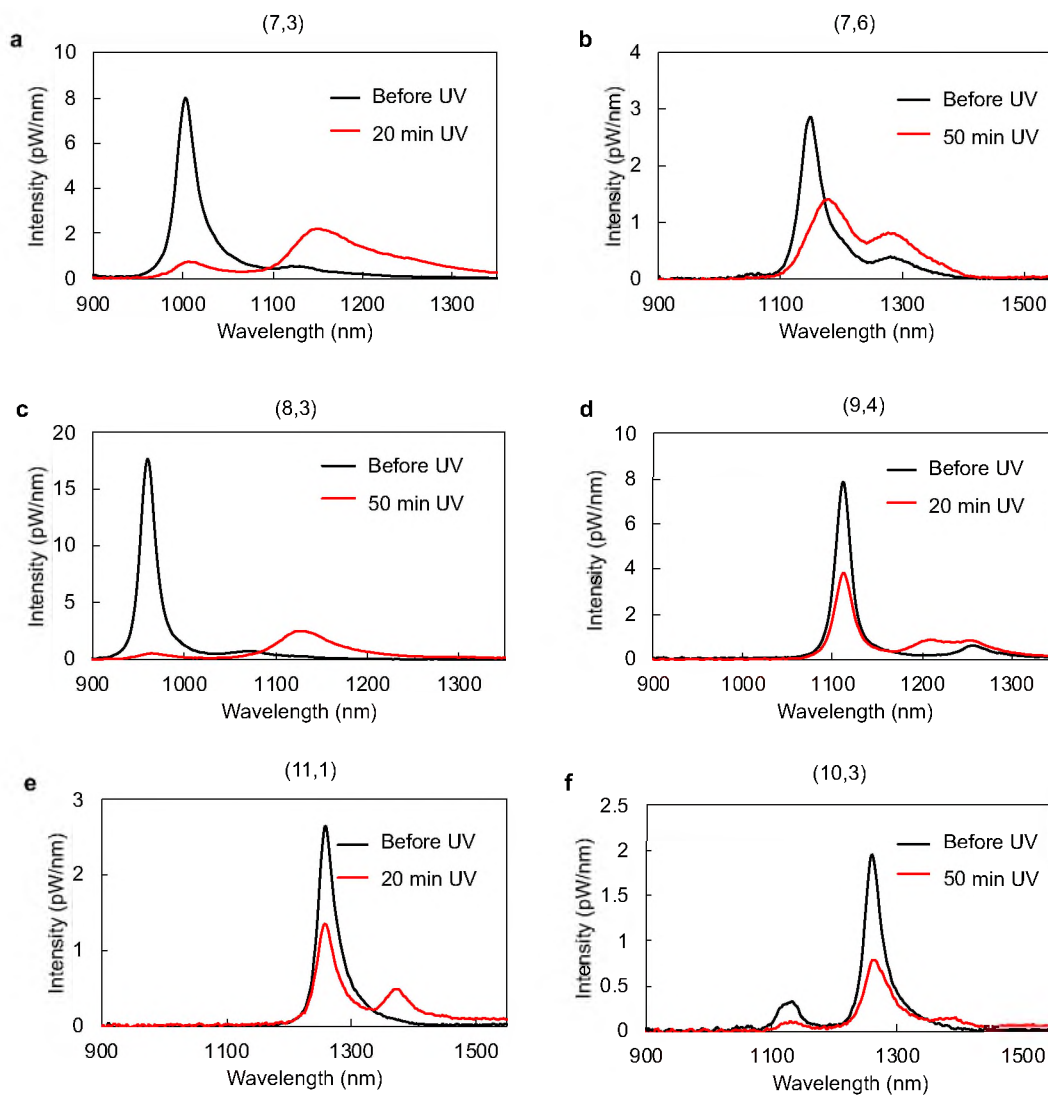 a
(7,3)
Intensity (pW/nm)
10
8
6
4
2
0
Before UV
20 min UV
900
1000
1100
1200
1300
Wavelength (nm)
b
(7,6)
Intensity (pW/nm)
4
3
2
1
0
Before UV
50 min UV
900
1100
1300
1500
Wavelength (nm)
c
(8,3)
Intensity (pW/nm)
20
15
10
5
0
Before UV
50 min UV
900
1000
1100
1200
1300
Wavelength (nm)
d
(9,4)
Intensity (pW/nm)
10
8
6
4
2
0
Before UV
20 min UV
900
1000
1100
1200
1300
Wavelength (nm)
e
(11,1)
Intensity (pW/nm)
3
2
1
0
Before UV
20 min UV
900
1100
1300
1500
Wavelength (nm)
f
(10,3)
Intensity (pW/nm)
2.5
2
1.5
1
0.5
0
Before UV
50 min UV
900
1100
1300
1500
Wavelength (nm)